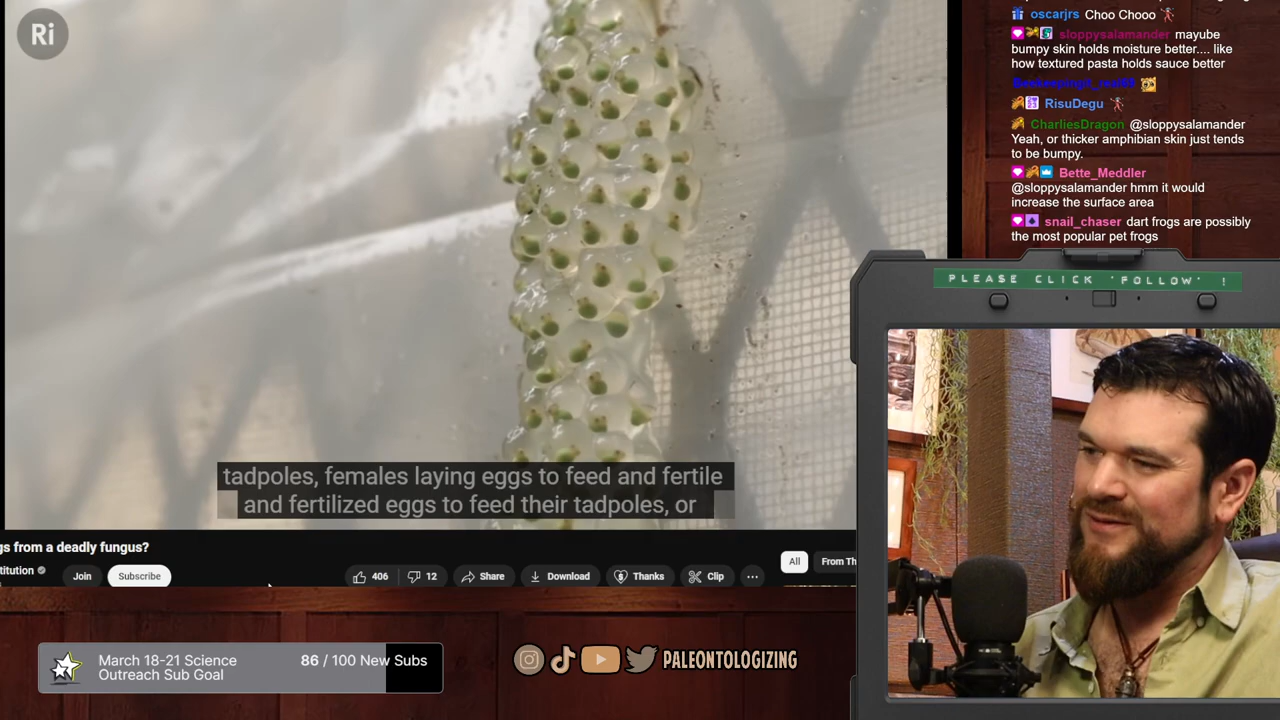 Ri
oscarjrs Choo Chooo
sloppysalamander mayube
bumpy skin holds moisture better.... like
how textured pasta holds sauce better
RisuDegu
CharliesDragon @sloppysalamander
Yeah, or thicker amphibian skin just tends
to be bumpy.
Bette_Meddler
@sloppysalamander hmm it would
increase the surface area
snail_chaser dart frogs are possibly
the most popular pet frogs
PLEASE CLICK "FOLLOW" !
tadpoles, females laying eggs to feed and fertile
and fertilized eggs to feed their tadpoles, or
gs from a deadly fungus?
titution
Join
Subscribe
406
12
Share
Download
Thanks
Clip
All
From Th
March 18-21 Science
Outreach Sub Goal
86 / 100 New Subs
PALEONTOLOGIZING